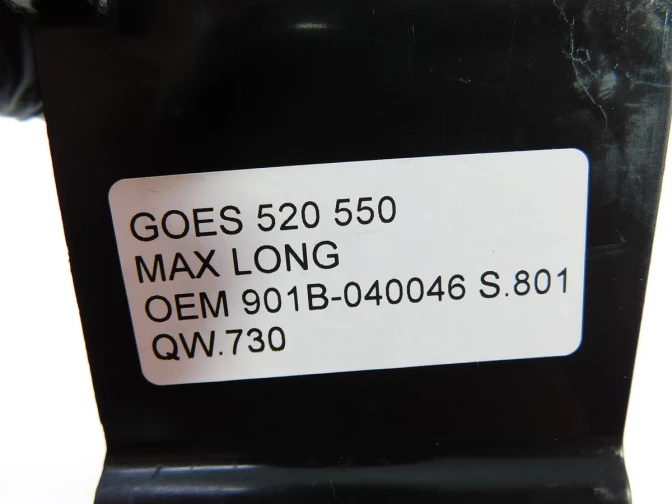 GOES 520 550
MAX LONG
OEM 901B-040046 S.801
QW.730